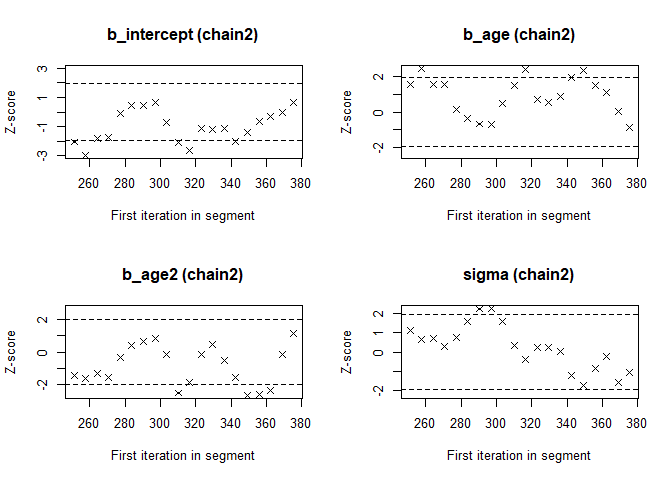 b_intercept (chain2)
Z-score
3
1
-1
-3
260 280 300 320 340 360 380
First iteration in segment
b_age (chain2)
Z-score
2
0
-2
260 280 300 320 340 360 380
First iteration in segment
b_age2 (chain2)
Z-score
2
0
-2
260 280 300 320 340 360 380
First iteration in segment
sigma (chain2)
Z-score
2
1
0
-2
260 280 300 320 340 360 380
First iteration in segment